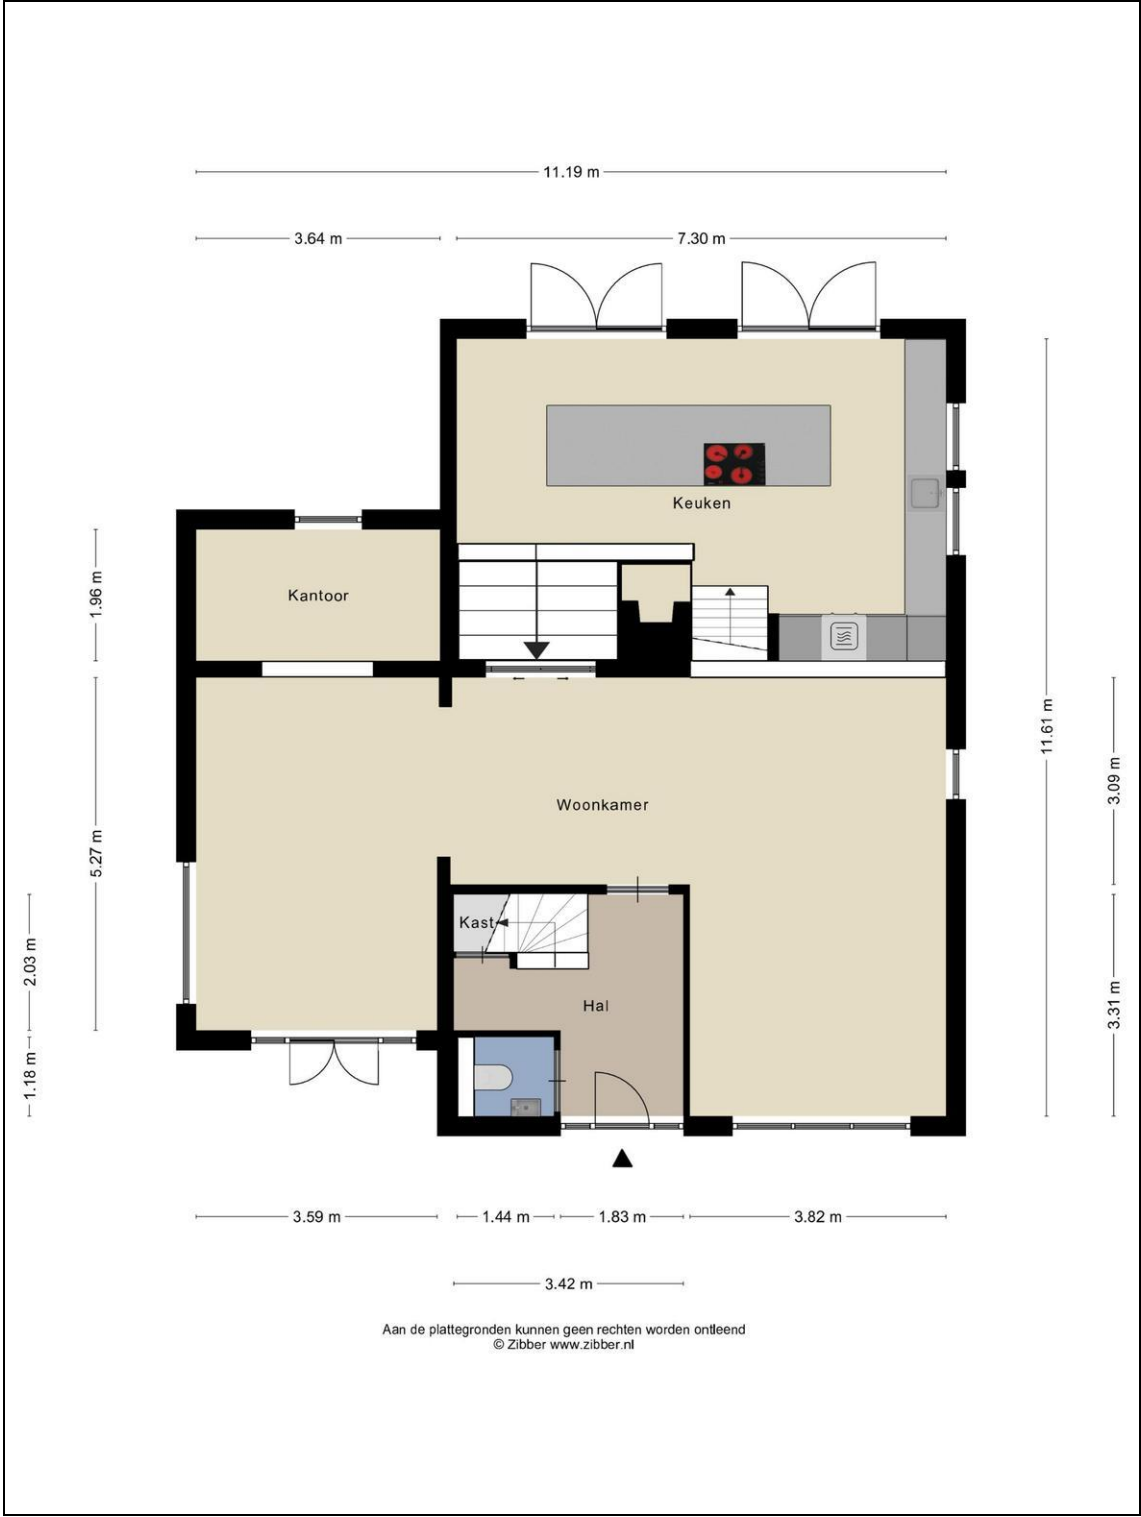 11.19 m
3.64 m
7.30 m
Keuken
Kantoor
1.96 m
11.61 m
3.09 m
Woonkamer
5.27 m
Kast
2.03 m
Hal
3.31 m
1.18 m
3.59 m
1.44 m
1.83 m
3.82 m
3.42 m
Aan de plattegronden kunnen geen rechten worden ontleend
© Zibber www.zibber.nl